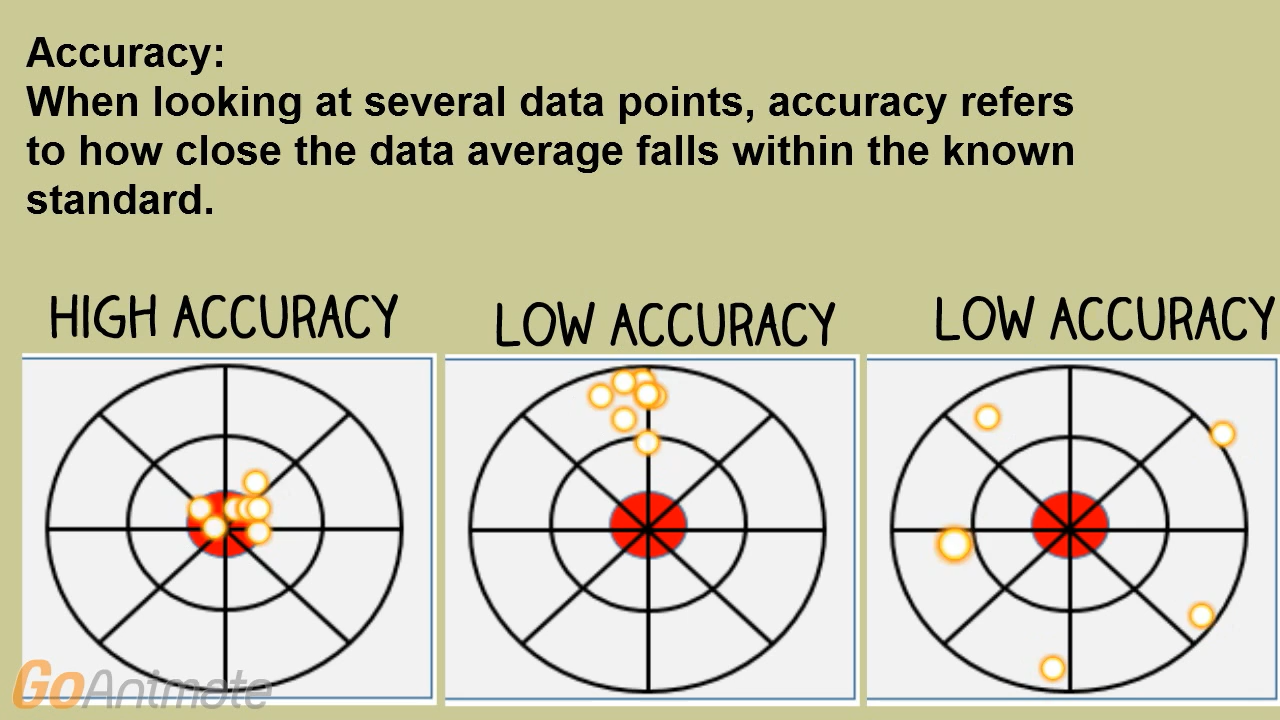 Accuracy:
When looking at several data points, accuracy refers
to how close the data average falls within the known
standard.
HIGH ACCURACY
LOW ACCURACY
LOW ACCURACY
GoAnimate